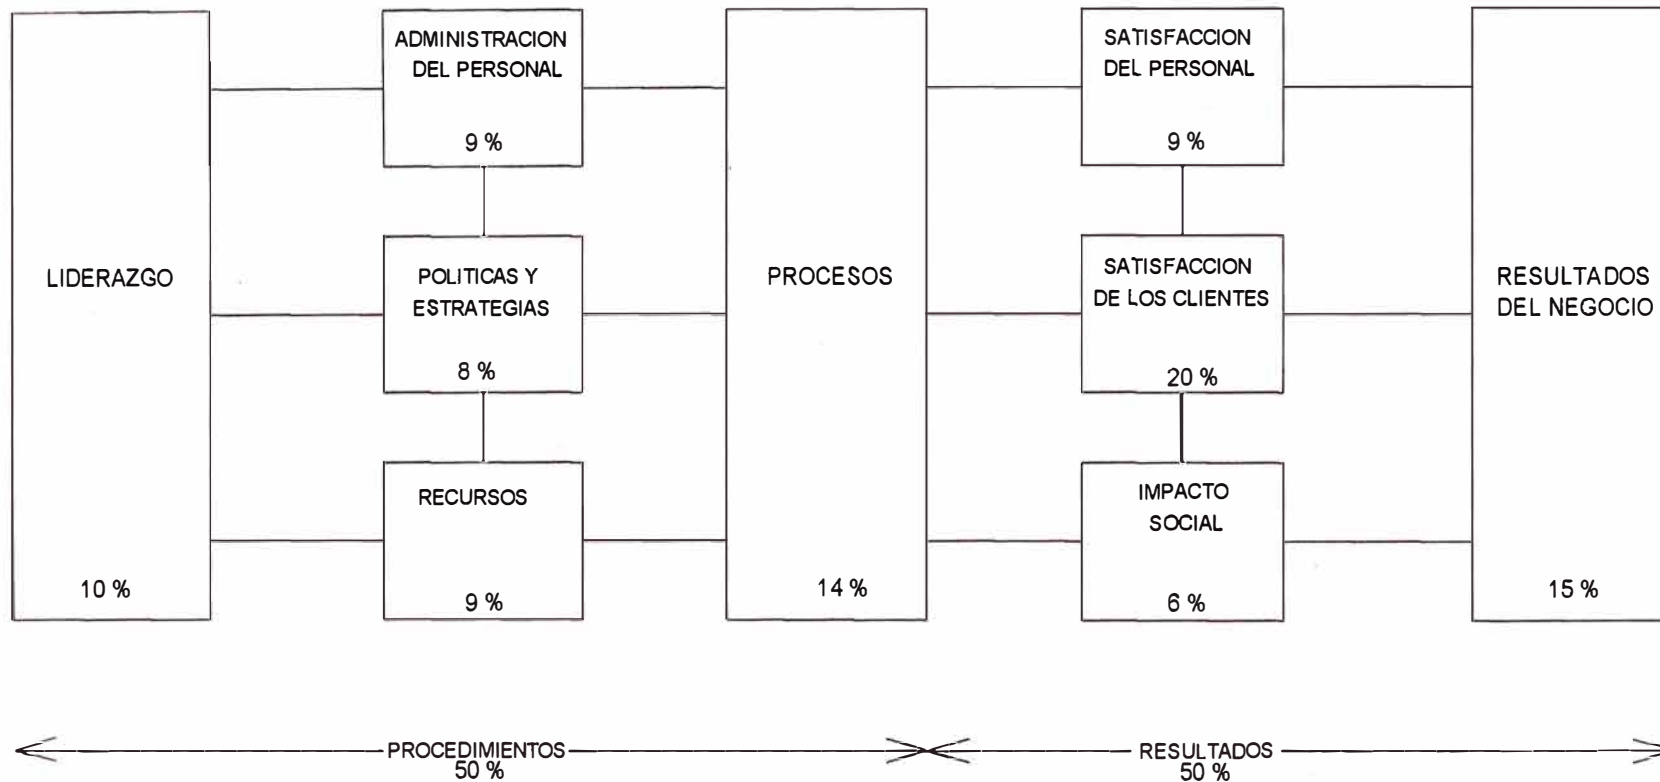 LIDERAZGO
10 %
ADMINISTRACION
DEL PERSONAL
9 %
POLITICAS Y
ESTRATEGIAS
8 %
RECURSOS
9 %
PROCESOS
14 %
SATISFACCION
DEL PERSONAL
9 %
SATISFACCION
DE LOS CLIENTES
20 %
IMPACTO
SOCIAL
6 %
RESULTADOS
DEL NEGOCIO
15 %
PROCEDIMIENTOS
50 %
RESULTADOS
50 %